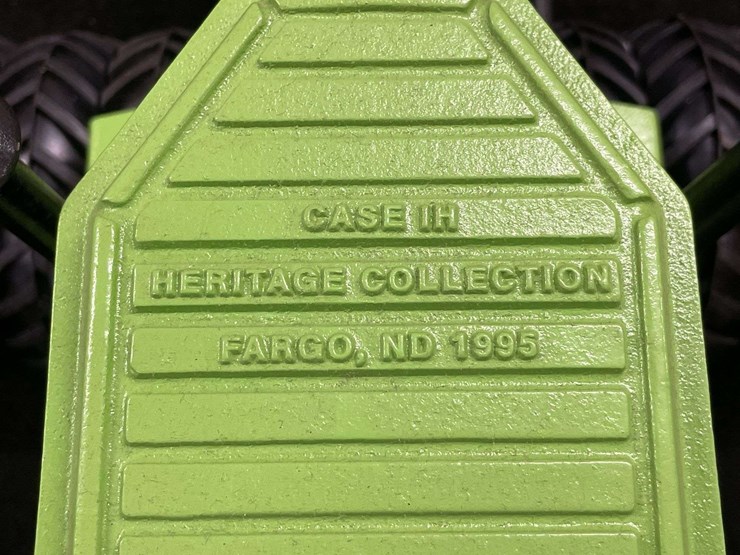 CASE IH
HERITAGE COLLECTION
FARGO, ND 1995